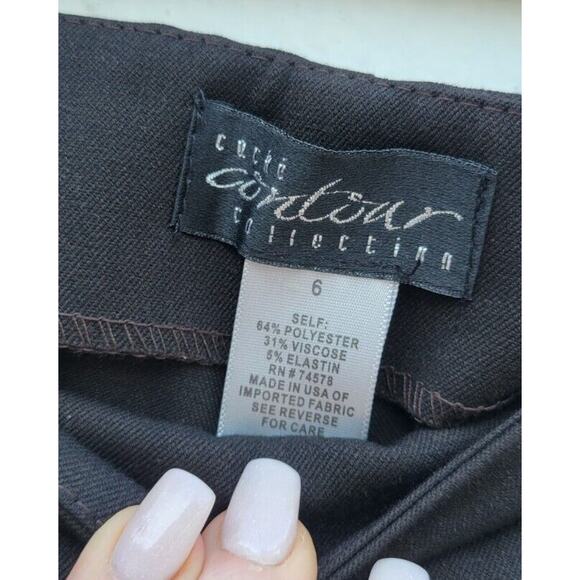 caché
contour
collection
6
SELF:
64% POLYESTER
31% VISCOSE
5% ELASTIN
RN # 74578
MADE IN USA OF
IMPORTED FABRIC
SEE REVERSE
FOR CARE